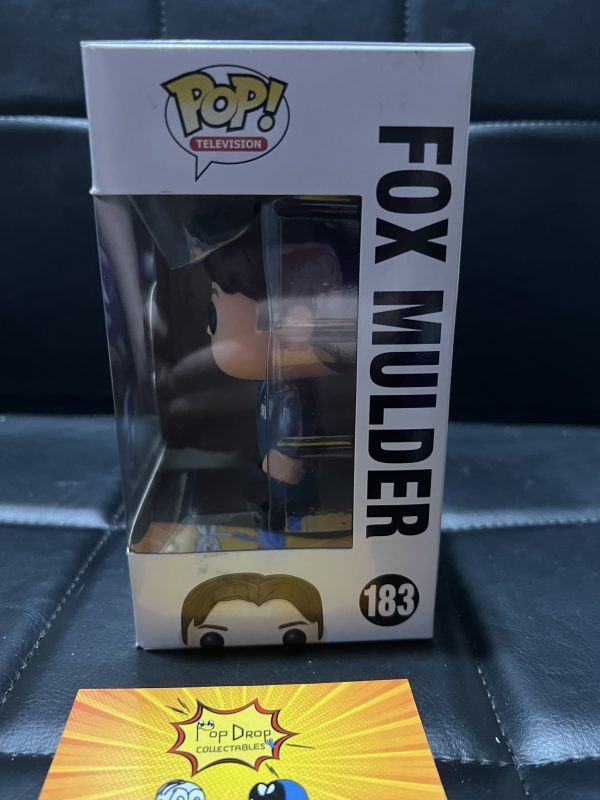 POP!
TELEVISION
FOX MULDER
183
POP DROP
COLLECTABLES